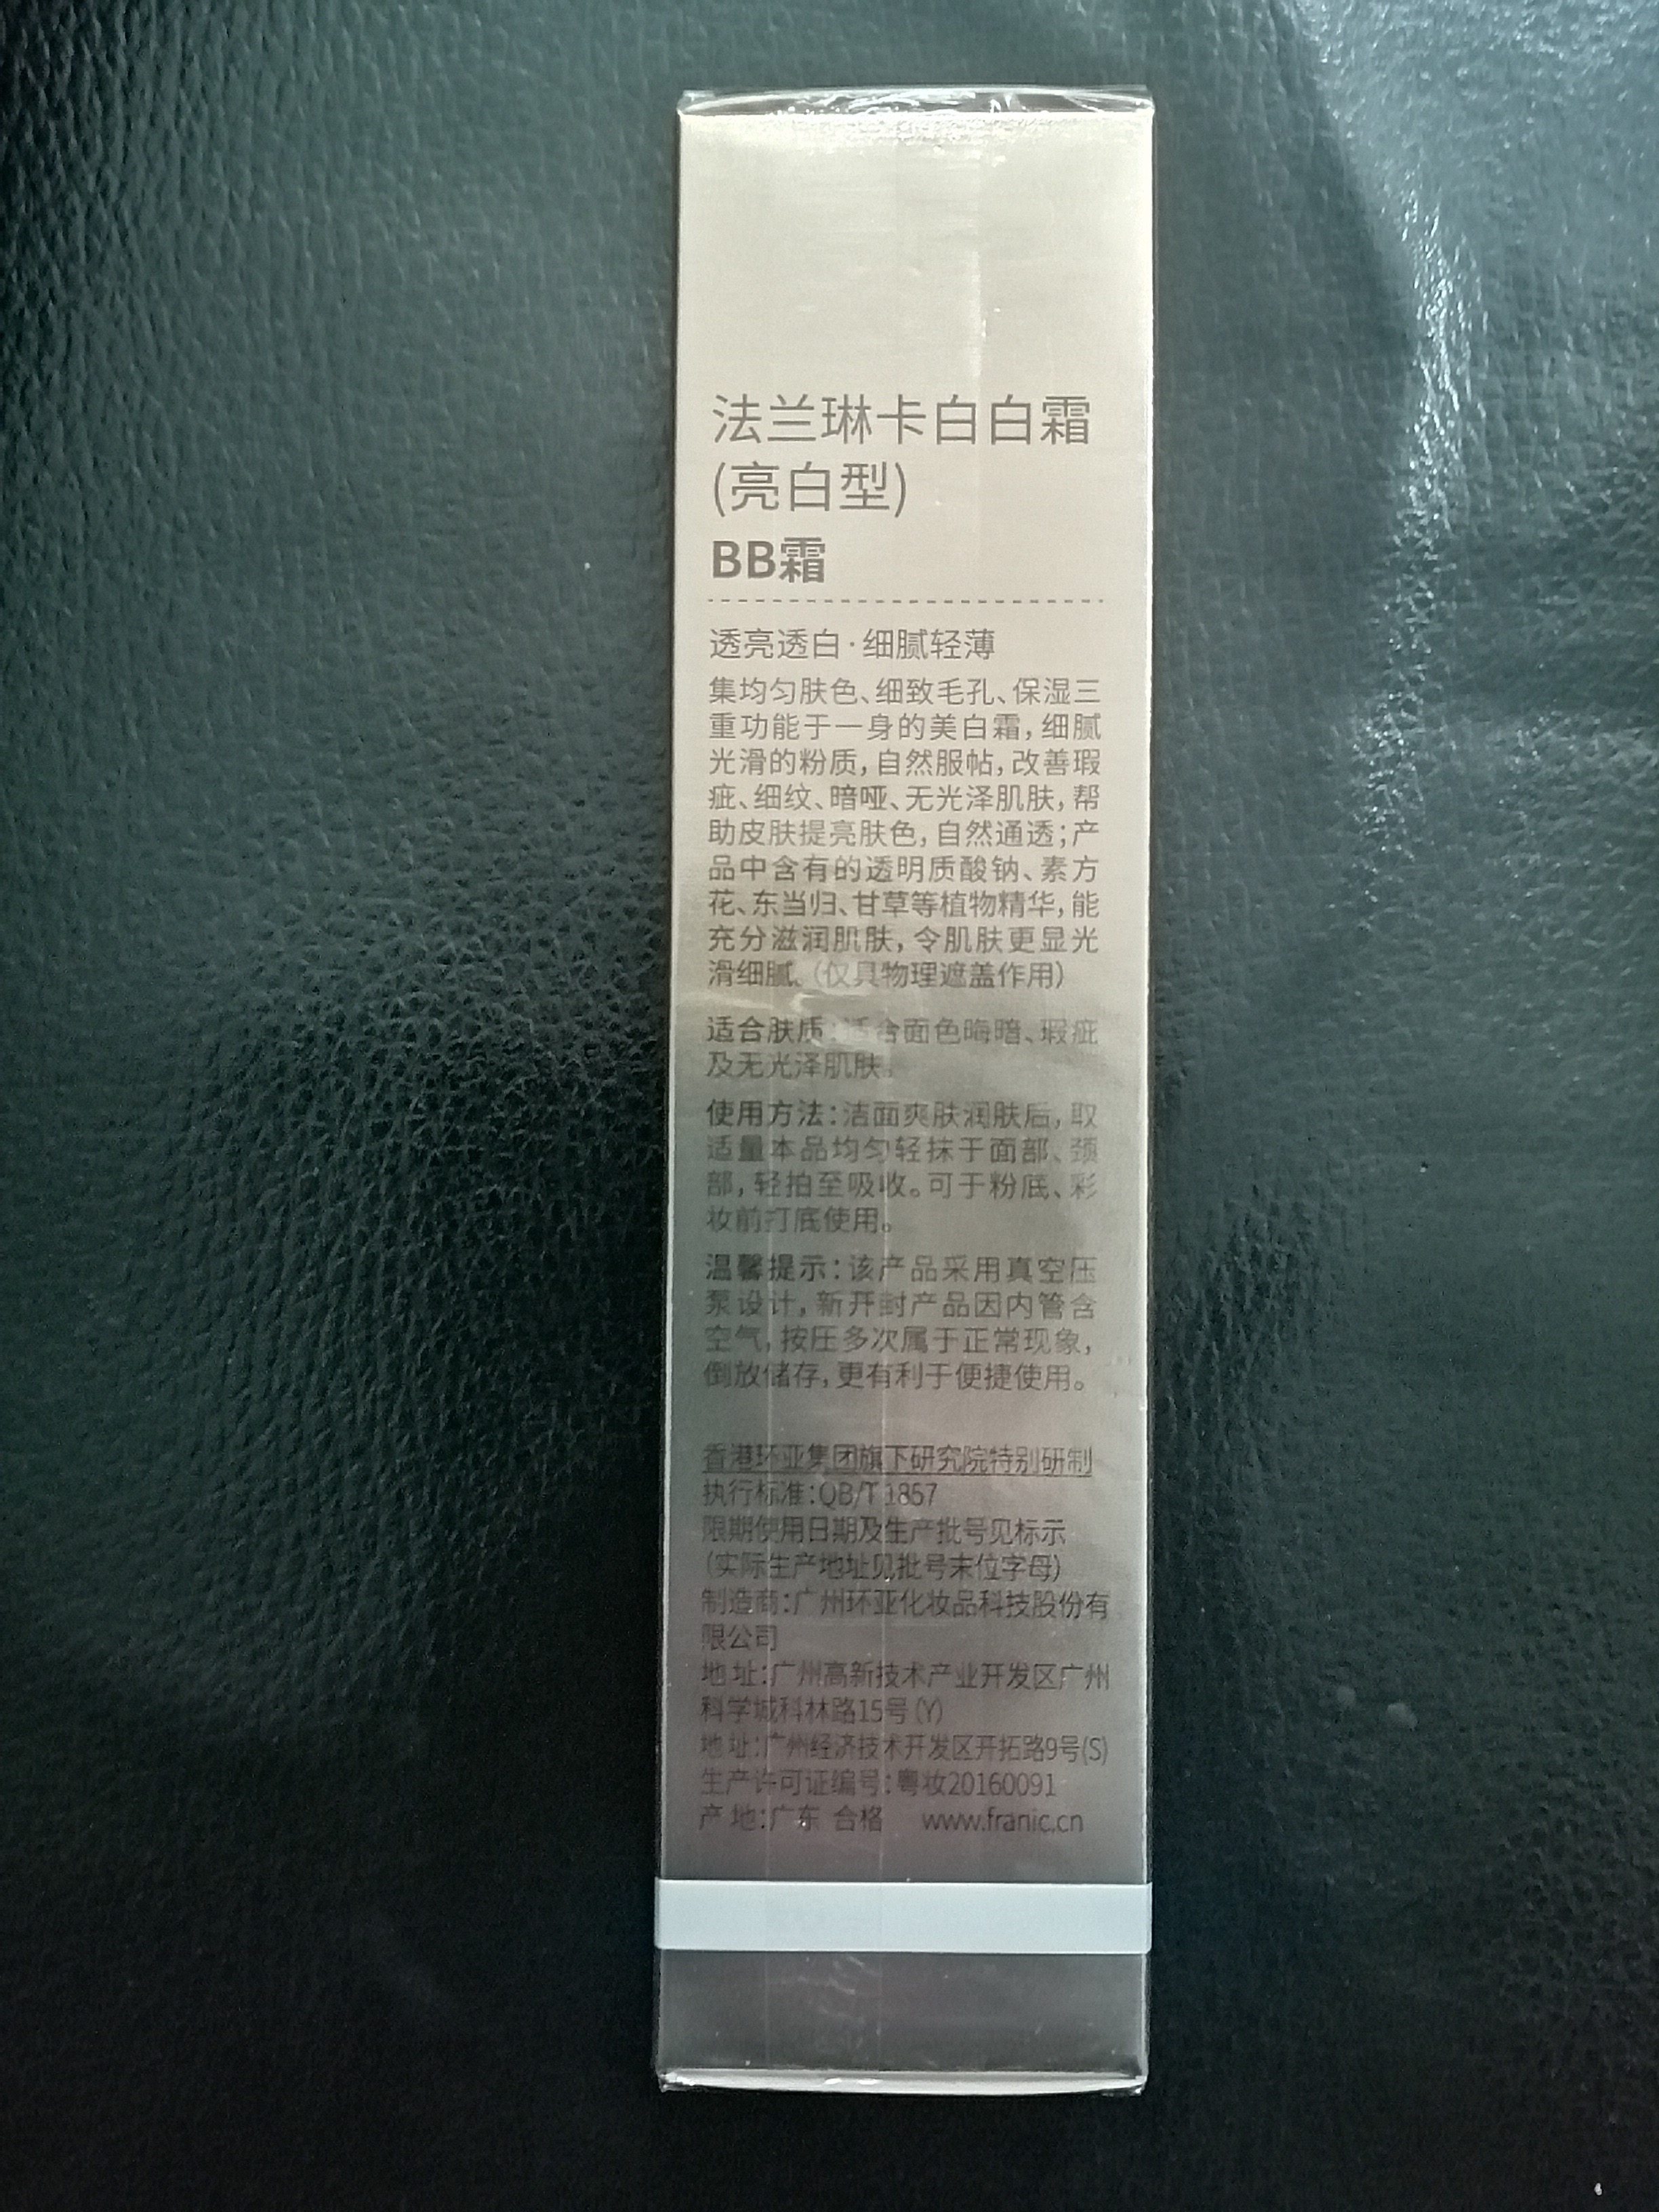 法兰琳卡白白霜
(亮白型)
BB霜
透亮透白·细腻轻薄
集均匀肤色、细致毛孔、保湿三
重功能于一身的美白霜,细腻
光滑的粉质,自然服帖,改善瑕
疵、细纹、暗哑、无光泽肌肤,帮
助皮肤提亮肤色,自然通透;产
品中含有的透明质酸钠、素方
花、东当归、甘草等植物精华,能
充分滋润肌肤,令肌肤更显光
滑细腻。(仅具物理遮盖作用)
适合肤质:适合面色晦暗、瑕疵
及无光泽肌肤。
使用方法:洁面爽肤润肤后,取
适量本品均匀轻抹于面部、颈
部,轻拍至吸收。可于粉底、彩
妆前打底使用。
温馨提示:该产品采用真空压
泵设计,新开封产品因内管含
空气,按压多次属于正常现象,
倒放储存,更有利于便捷使用。
香港环亚集团旗下研究院特别研制
执行标准:QB/T 1857
限期使用日期及生产批号见标示
(实际生产地址见批号末位字母)
制造商:广州环亚化妆品科技股份有
限公司
地 址:广州高新技术产业开发区广州
科学城科林路15号(Y)
地 址:广州经济技术开发区开拓路9号(S)
生产许可证编号:粤妆20160091
产 地:广东 合格 www.franic.cn